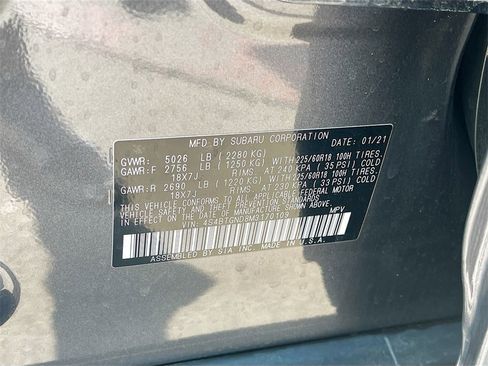 MFD BY SUBARU CORPORATION DATE: 01/21
GVWR: 5026 LB ( 2280 KG)
GAWR:F 2756 LB ( 1250 KG) WITH 225/60R18 100H TIRES,
18X7J RIMS, AT 240 KPA ( 35 PSI) COLD
GAWR:R 2690 LB ( 1220 KG) WITH 225/60R18 100H TIRES,
18X7J RIMS, AT 230 KPA ( 33 PSI) COLD
THIS VEHICLE CONFORMS TO ALL APPLICABLE FEDERAL MOTOR
VEHICLE SAFETY, BUMPER, AND THEFT PREVENTION STANDARDS
IN EFFECT ON THE DATE OF MANUFACTURE SHOWN ABOVE.
VIN: MPV
ASSEMBLED BY SIA INC. MADE IN U.S.A.